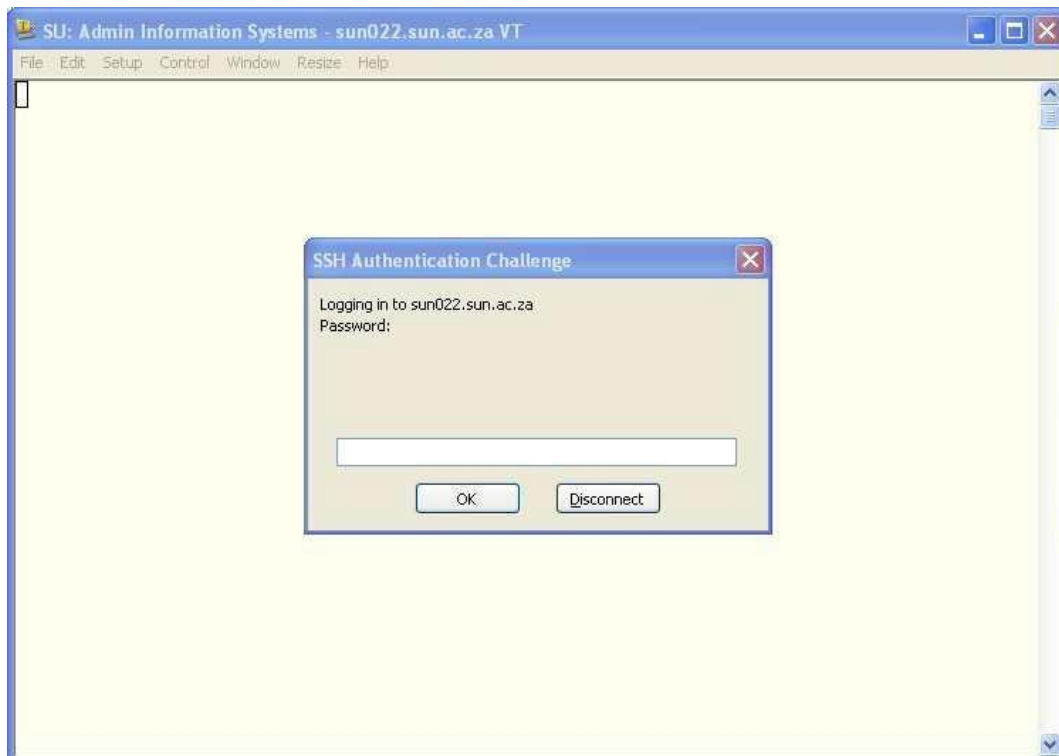 SU: Admin Information Systems - sun022.sun.ac.za VT
File Edit Setup Control Window Resize Help
SSH Authentication Challenge
Logging in to sun022.sun.ac.za
Password:
OK Disconnect